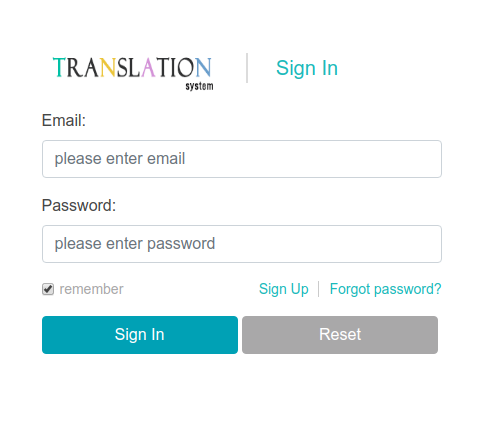 TRANSLATION system
Sign In
Email:
please enter email
Password:
please enter password
remember
Sign Up
Forgot password?
Sign In
Reset